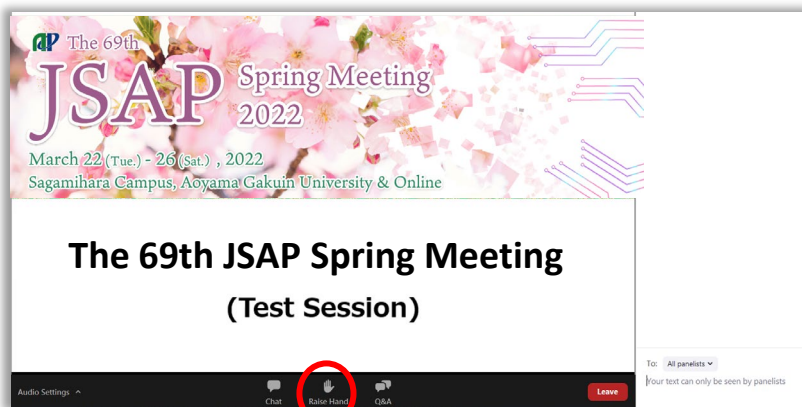 The 69th
JSAP Spring Meeting
2022
March 22 (Tue.) - 26 (Sat.) , 2022
Sagamihara Campus, Aoyama Gakuin University & Online
The 69th JSAP Spring Meeting
(Test Session)
To: All panelists
Your text can only be seen by panelists
Audio Settings
Chat
Raise Hand
Q&A
Leave